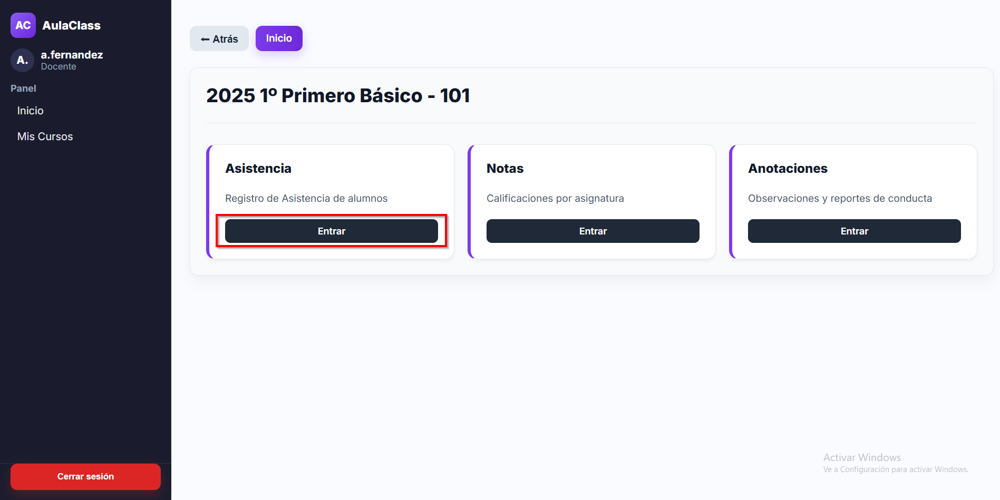 AC AulaClass
A. a.fernandez
Docente
Panel
Inicio
Mis Cursos
Cerrar sesión
← Atrás
Inicio
2025 1º Primero Básico - 101
Asistencia
Registro de Asistencia de alumnos
Entrar
Notas
Calificaciones por asignatura
Entrar
Anotaciones
Observaciones y reportes de conducta
Entrar
Activar Windows
Ve a Configuración para activar Windows.